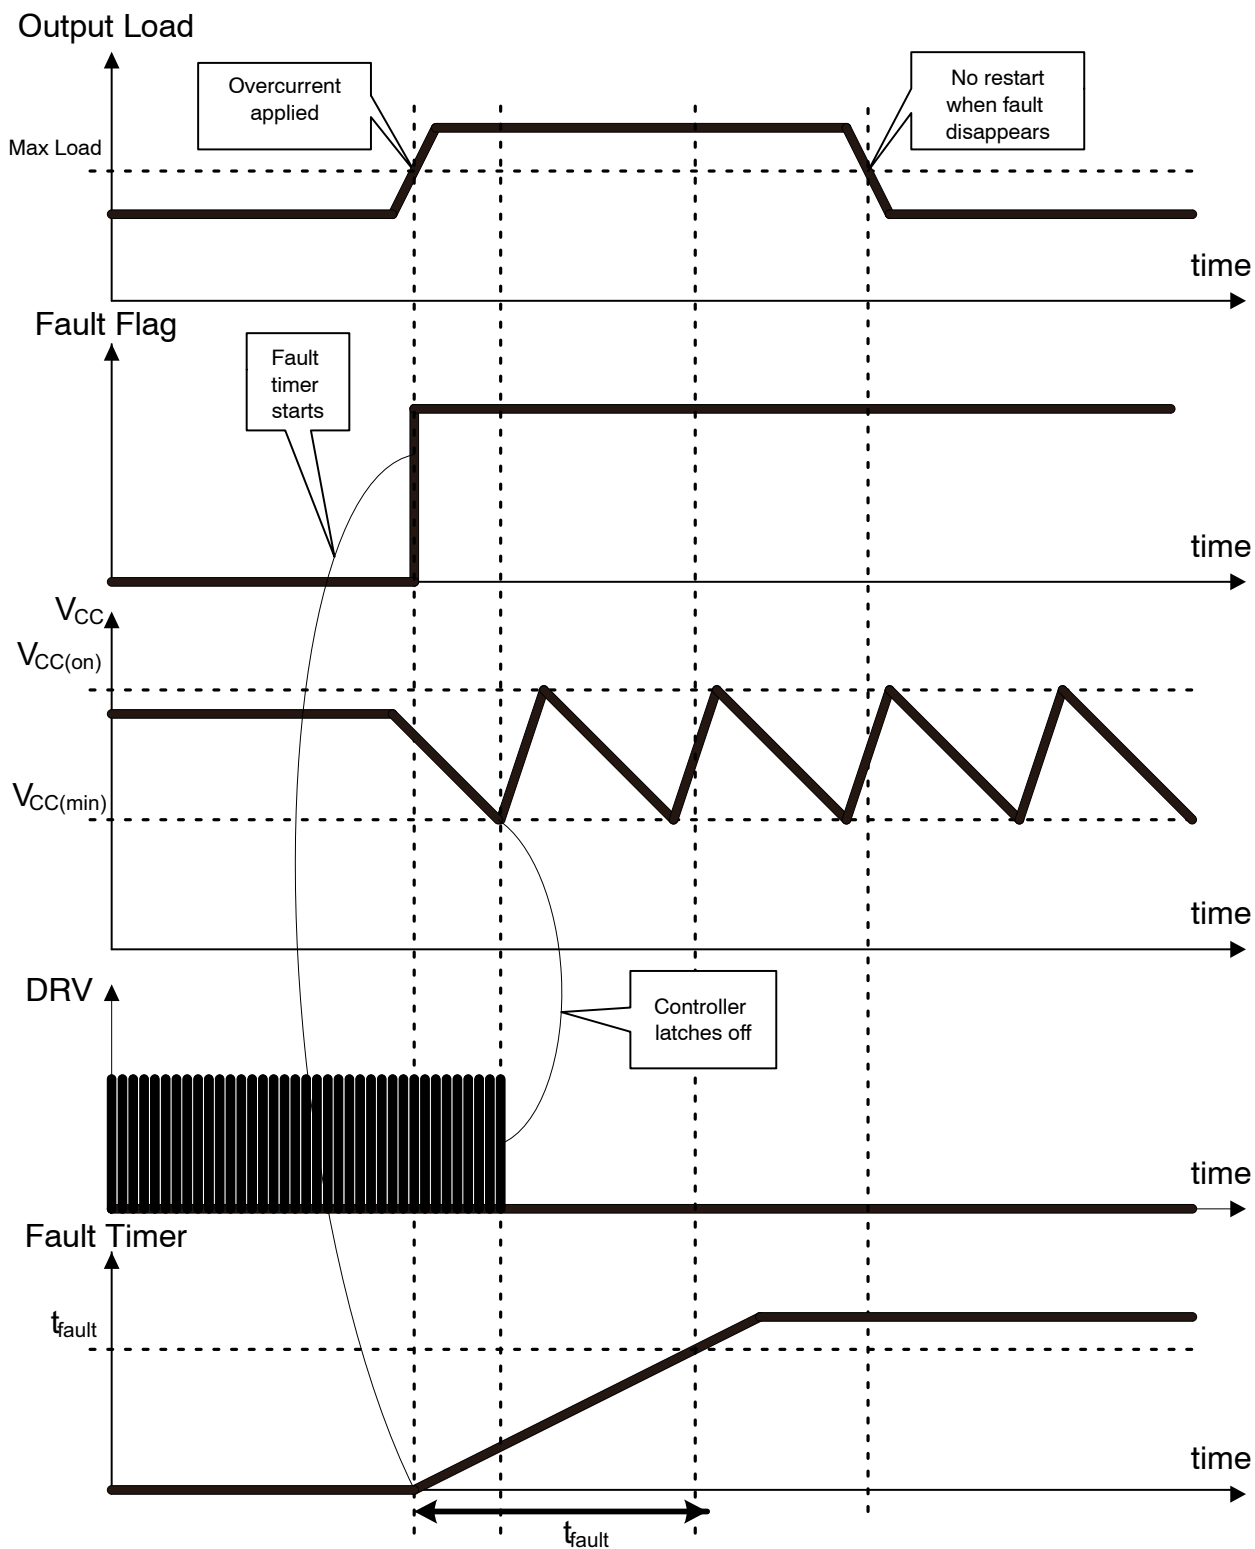 Output Load
Overcurrent
applied
No restart
when fault
disappears
Max Load
time
Fault Flag
Fault
timer
starts
time
VCC
VCC(on)
VCC(min)
time
DRV
Controller
latches off
time
Fault Timer
tfault
time
tfault